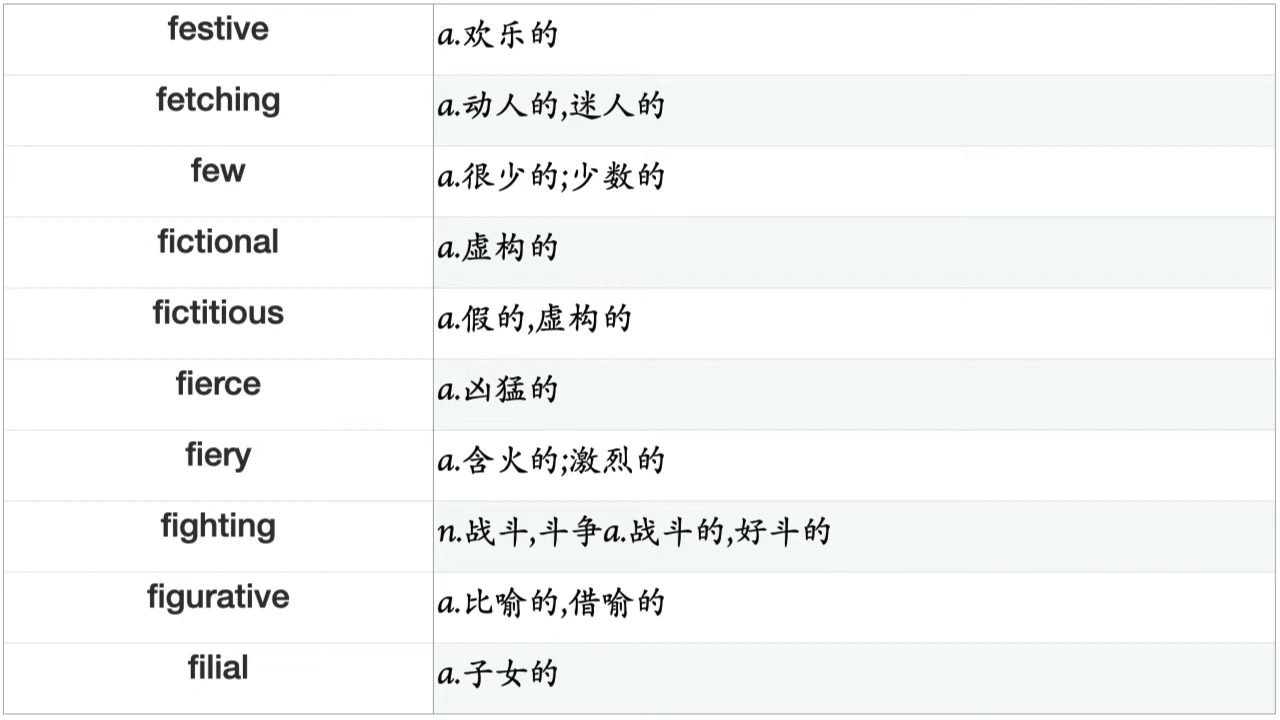 festive a.欢乐的
fetching a.动人的,迷人的
few a.很少的;少数的
fictional a.虚构的
fictitious a.假的,虚构的
fierce a.凶猛的
fiery a.含火的;激烈的
fighting n.战斗,斗争a.战斗的,好斗的
figurative a.比喻的,借喻的
filial a.子女的